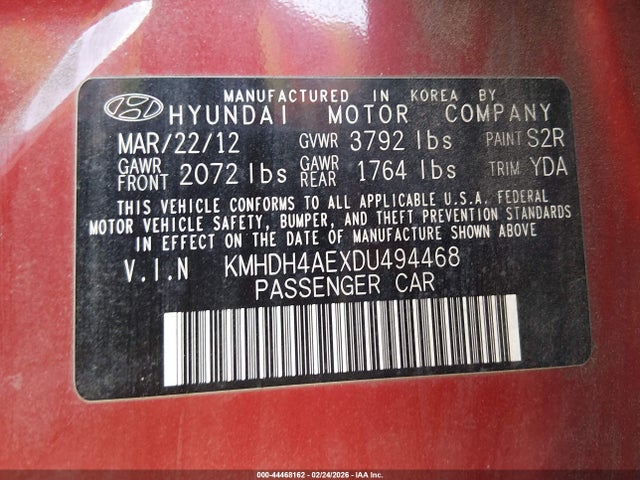 MANUFACTURED IN KOREA BY
HYUNDAI MOTOR COMPANY
MAR/22/12 GVWR 3792 lbs PAINT S2R
GAWR FRONT 2072 lbs GAWR REAR 1764 lbs TRIM YDA
THIS VEHICLE CONFORMS TO ALL APPLICABLE U.S.A. FEDERAL
MOTOR VEHICLE SAFETY, BUMPER, AND THEFT PREVENTION STANDARDS
IN EFFECT ON THE DATE OF MANUFACTURE SHOWN ABOVE
V.I.N KMHDH4AEXDU494468
PASSENGER CAR
000-44468162 - 02/24/2026 - IAA Inc.